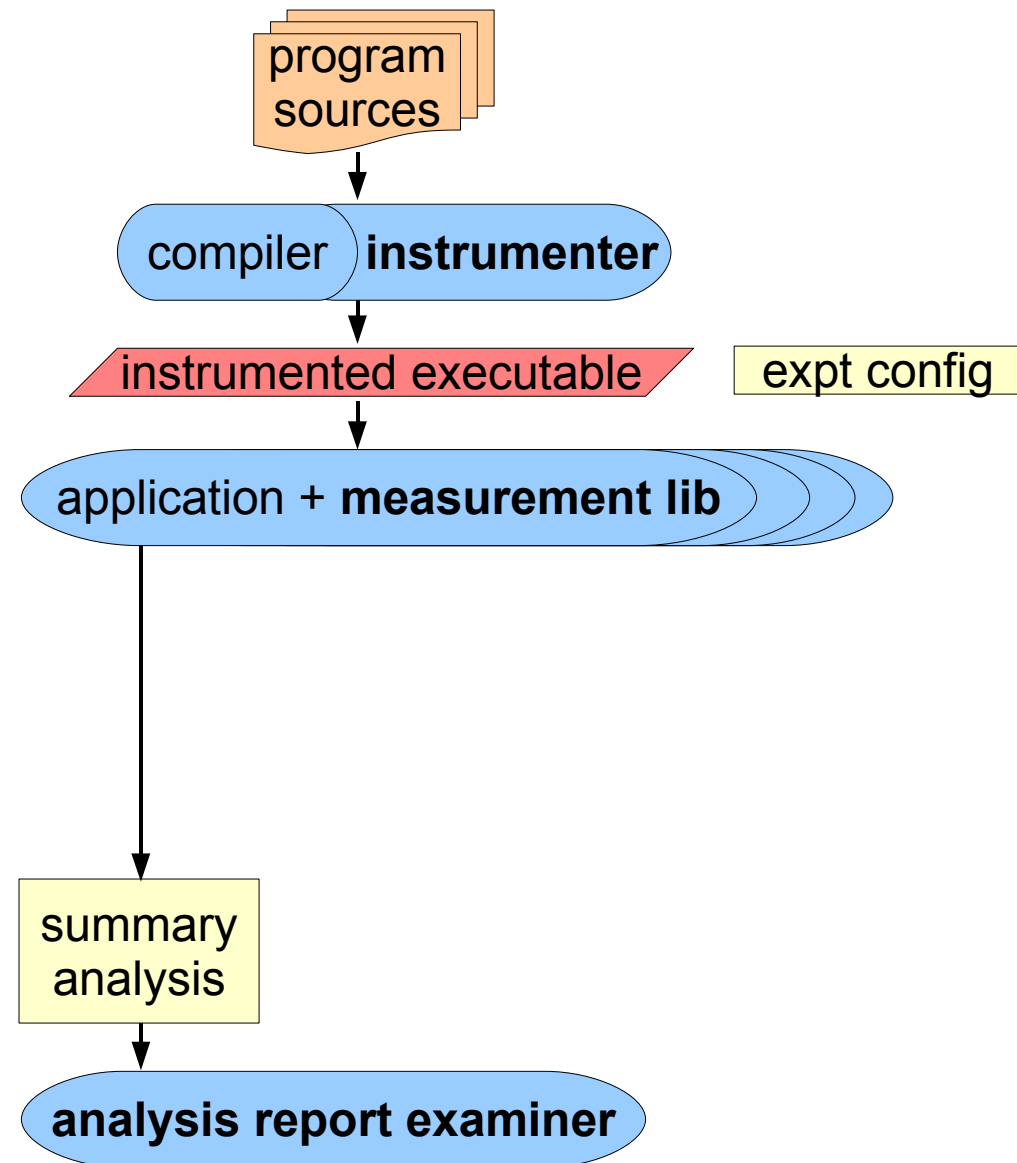 program
sources
compiler instrumenter
instrumented executable
expt config
application + measurement lib
summary
analysis
analysis report examiner